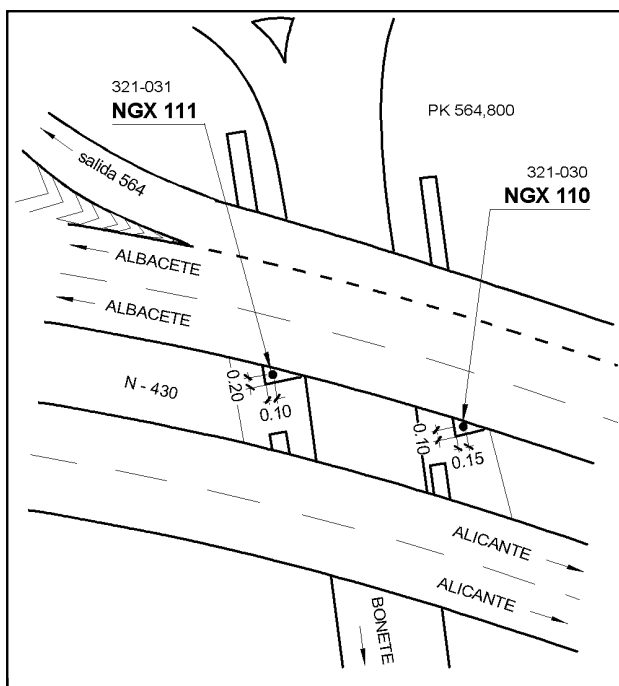 321-031
NGX 111
PK 564,800
salida 564
321-030
NGX 110
ALBACETE
ALBACETE
N - 430
0.20
0.10
0.10
0.15
ALICANTE
ALICANTE
BONETE